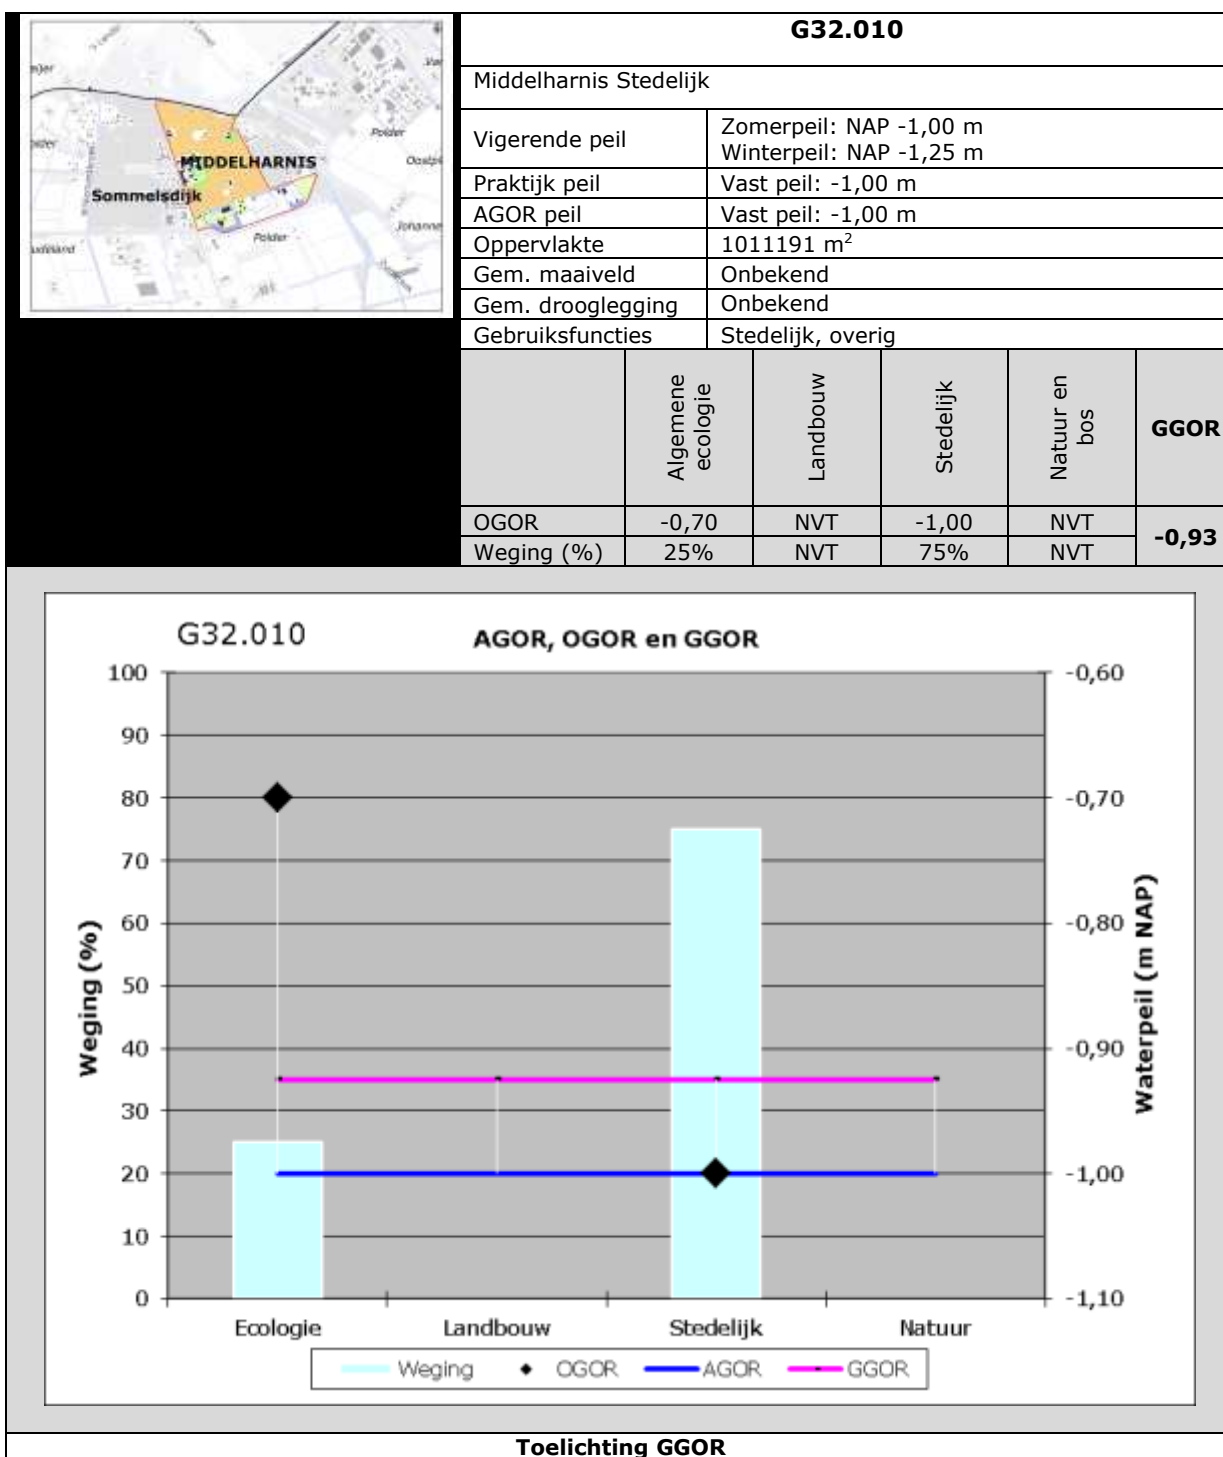 G32.010
Middelharnis Stedelijk
MIDDELHARNIS
Sommelsdijk
Polder
Polder
Vigerende peil Zomerpeil: NAP -1,00 m
Winterpeil: NAP -1,25 m
Praktijk peil Vast peil: -1,00 m
AGOR peil Vast peil: -1,00 m
Oppervlakte 1011191 m²
Gem. maaiveld Onbekend
Gem. drooglegging Onbekend
Gebruiksfuncties Stedelijk, overig
Algemene ecologie Landbouw Stedelijk Natuur en bos GGOR
OGOR -0,70 NVT -1,00 NVT -0,93
Weging (%) 25% NVT 75% NVT
G32.010 AGOR, OGOR en GGOR
100 -0,60
90
80 -0,70
70
60 -0,80
50
40 -0,90
30
20 -1,00
10
0 -1,10
Weging (%)
Waterpeil (m NAP)
Ecologie Landbouw Stedelijk Natuur
Weging OGOR AGOR GGOR
Toelichting GGOR